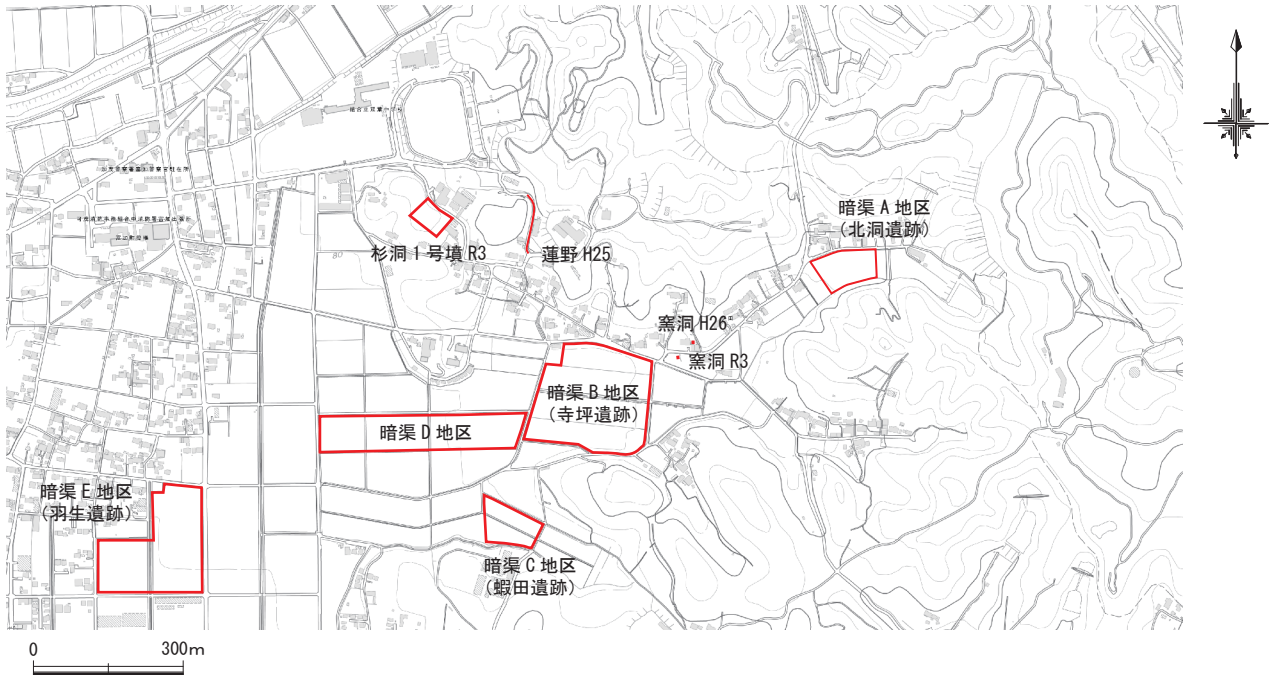 暗渠 A 地区
(北洞遺跡)
杉洞 1 号墳 R3
蓮野 H25
80
窯洞 H26
窯洞 R3
暗渠 B 地区
(寺坪遺跡)
暗渠 D 地区
暗渠 E 地区
(羽生遺跡)
暗渠 C 地区
(蝦田遺跡)
0
300m